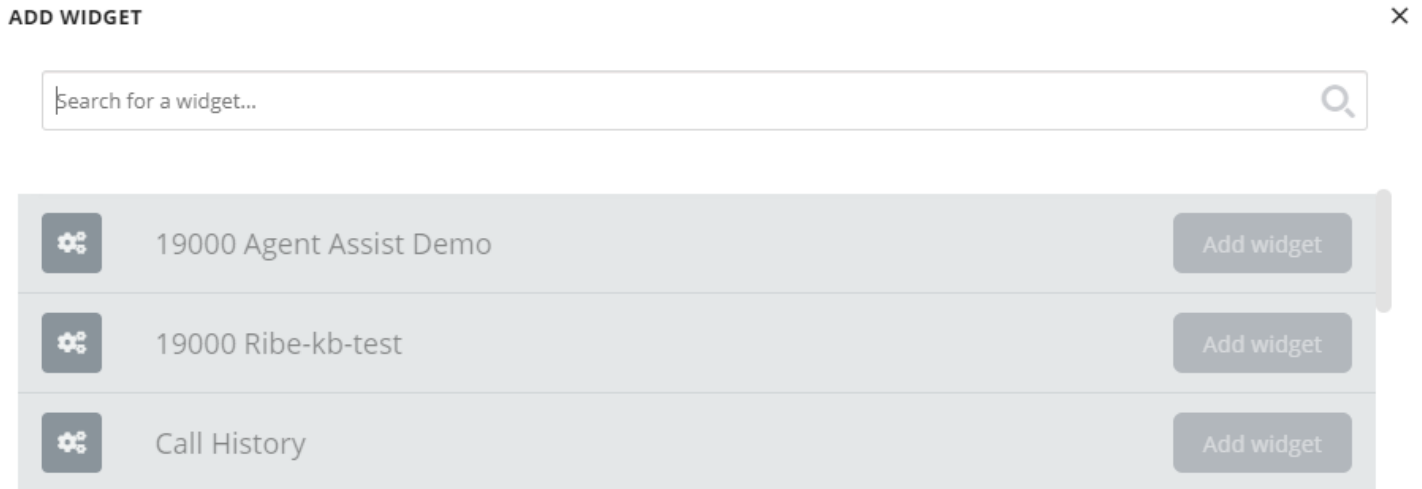 ADD WIDGET
Search for a widget...
19000 Agent Assist Demo Add widget
19000 Ribe-kb-test Add widget
Call History Add widget